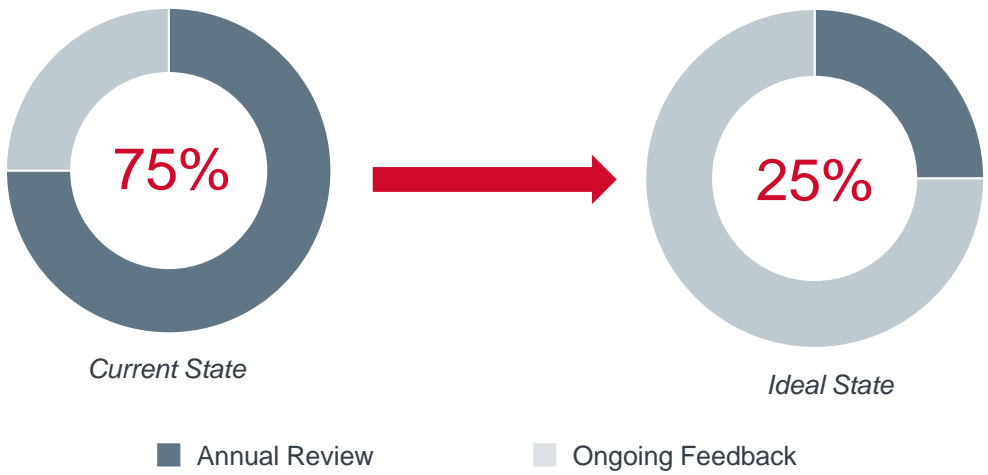 75%
25%
Current State
Ideal State
Annual Review
Ongoing Feedback